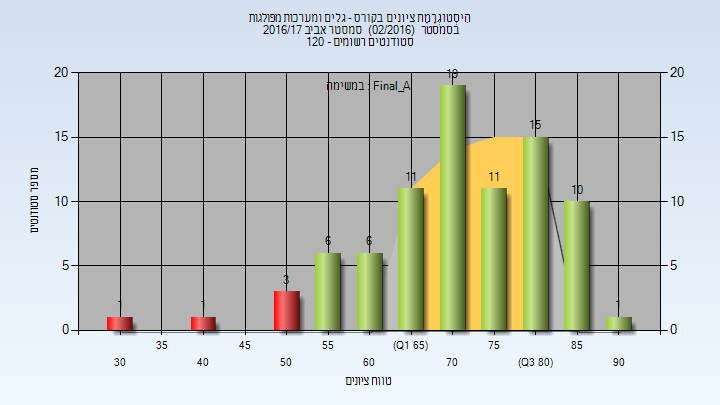 היסטוגרמת ציונים בקורס - גלים ומערכות מפולגות
בסמסטר (02/2016) סמסטר אביב 2016/17
סטודנטים רשומים - 120
במשימה : Final_A
מספר סטודנטים
20 15 10 5 0
20 15 10 5 0
1 1 3 6 6 11 19 11 15 10 1
35 45 55 (Q1 65) 75 85
30 40 50 60 70 (Q3 80) 90
טווח ציונים